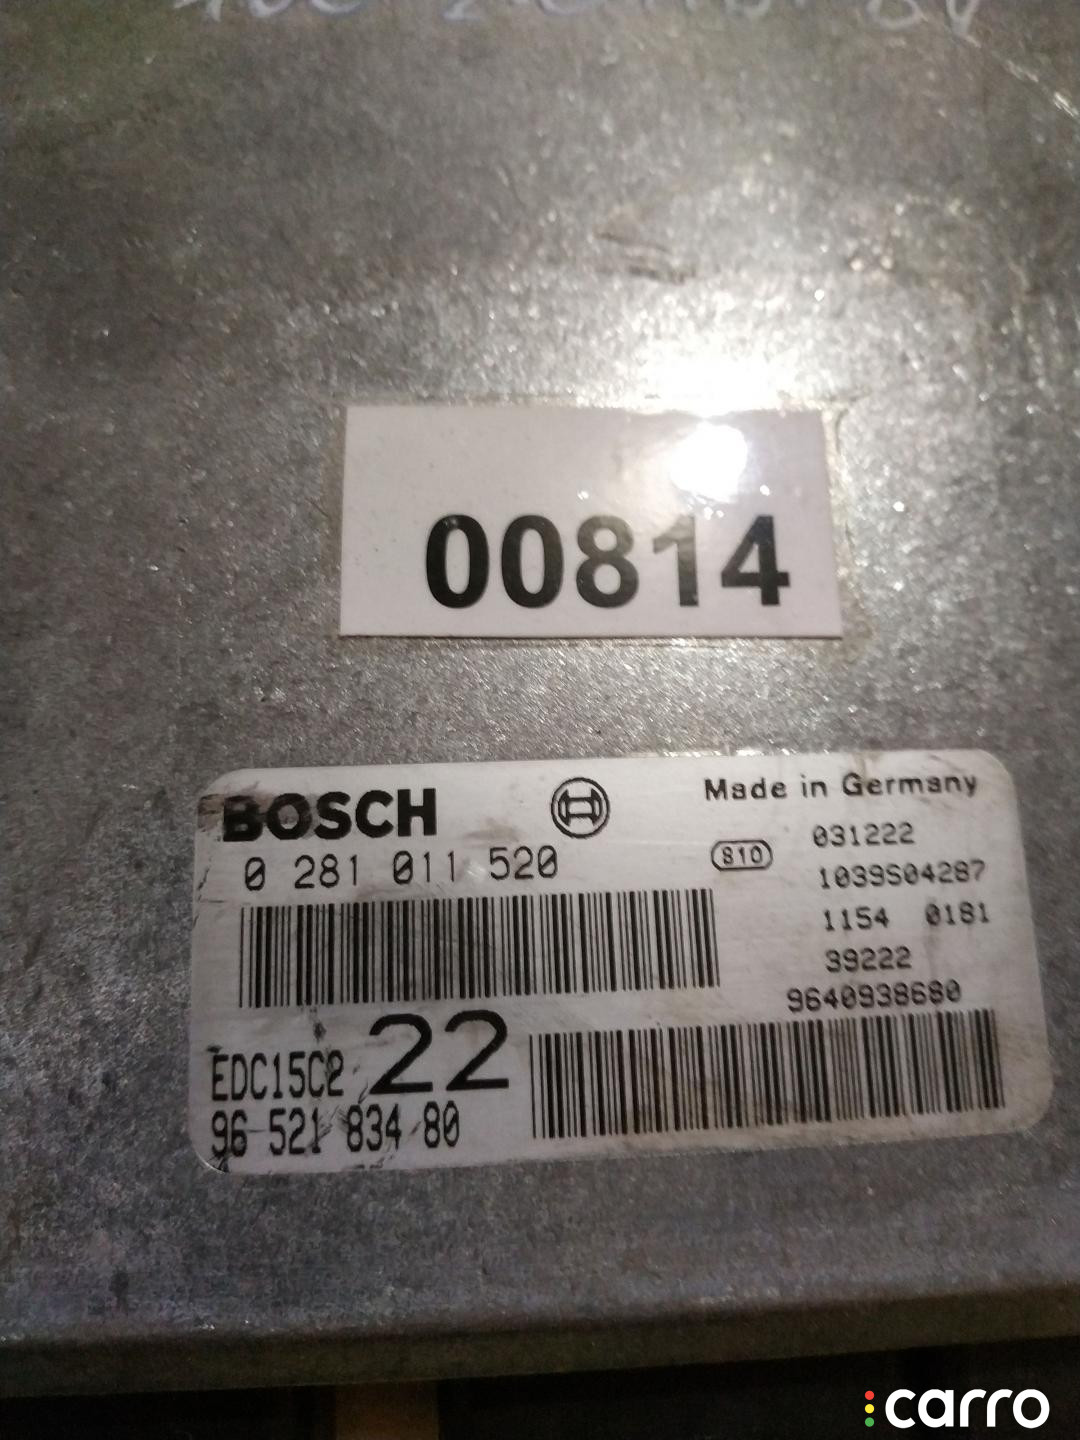 00814
BOSCH
Made in Germany
0 281 011 520
810
031222
1039S04287
1154 0181
39222
9640938680
EDC15C2 22
96 521 834 80
carro